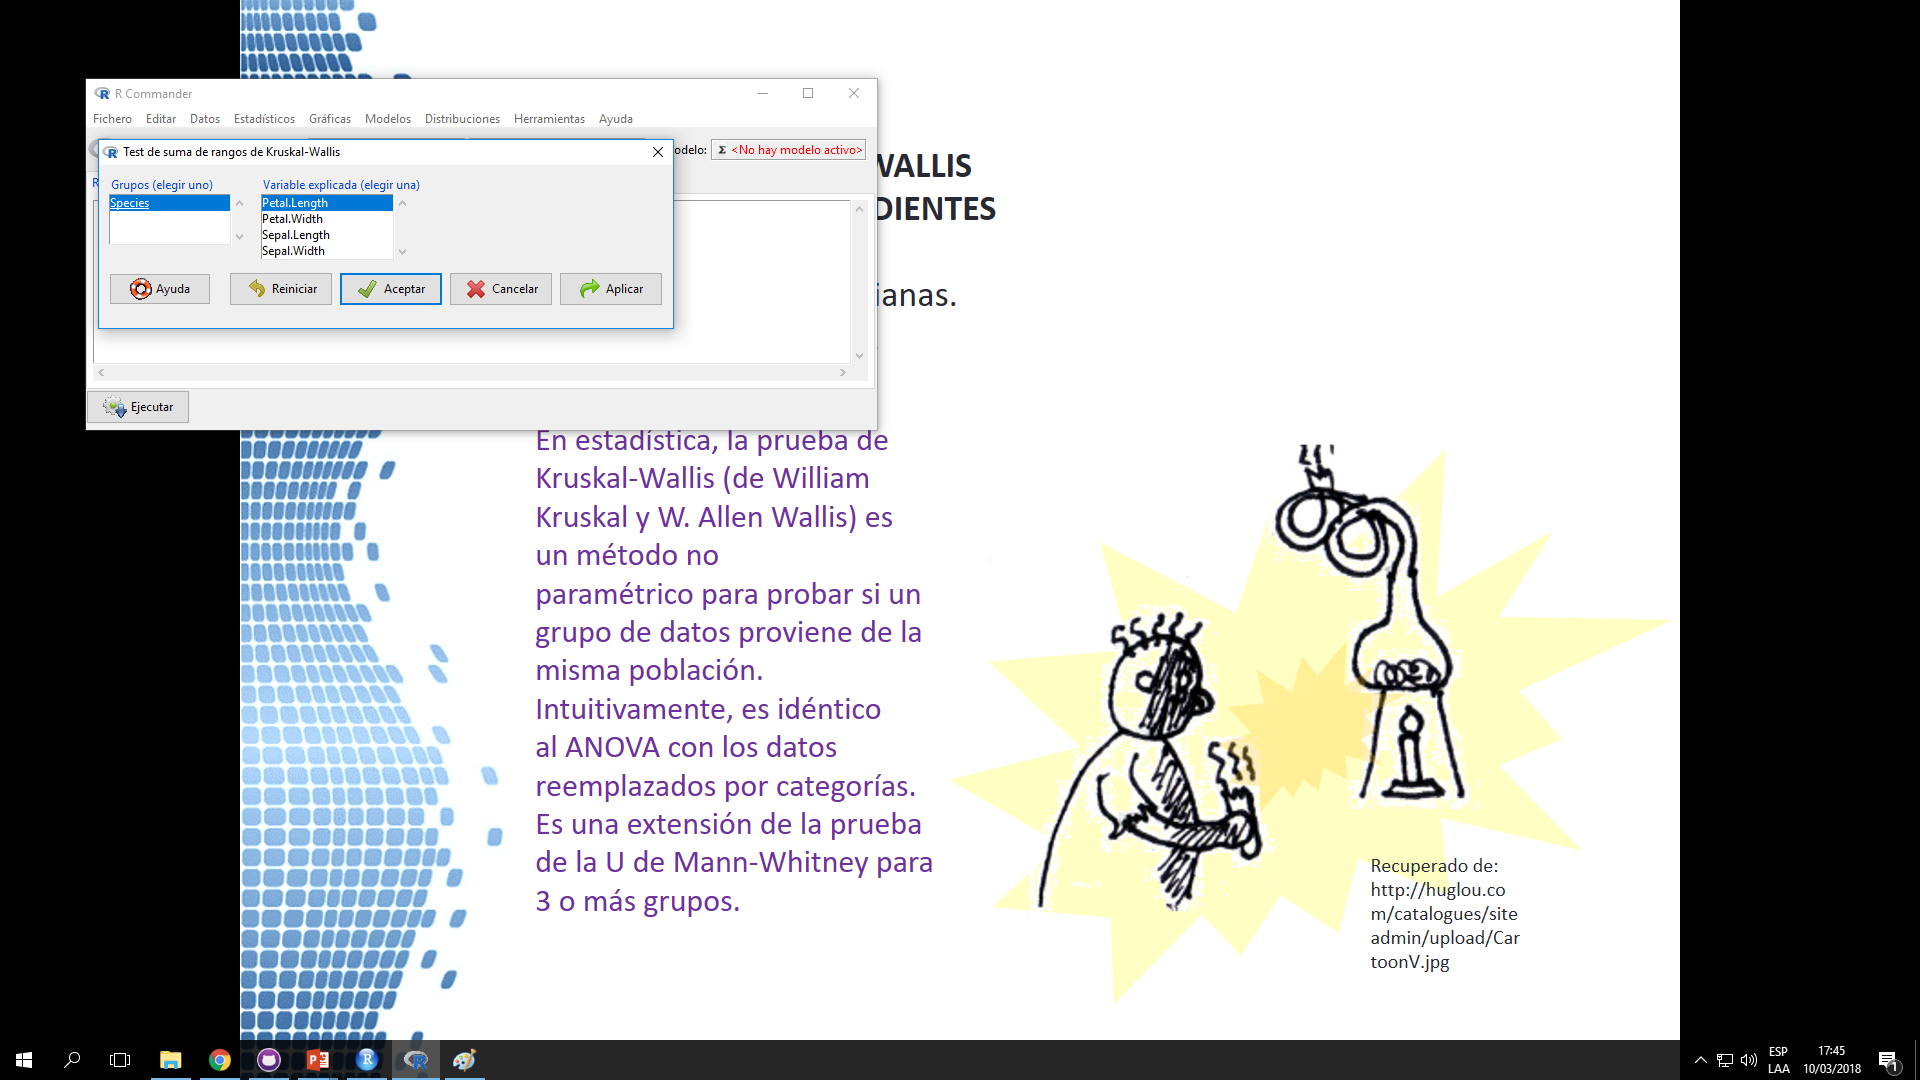 R Commander
Fichero Editar Datos Estadísticos Gráficas Modelos Distribuciones Herramientas Ayuda
odelo: Σ <No hay modelo activo>
Test de suma de rangos de Kruskal-Wallis
Grupos (elegir uno) Variable explicada (elegir una)
Species
Petal.Length
Petal.Width
Sepal.Length
Sepal.Width
Ayuda Reiniciar Aceptar Cancelar Aplicar
Ejecutar
WALLIS
DIENTES
ianas.
En estadística, la prueba de
Kruskal-Wallis (de William
Kruskal y W. Allen Wallis) es
un método no
paramétrico para probar si un
grupo de datos proviene de la
misma población.
Intuitivamente, es idéntico
al ANOVA con los datos
reemplazados por categorías.
Es una extensión de la prueba
de la U de Mann-Whitney para
3 o más grupos.
Recuperado de:
http://huglou.co
m/catalogues/site
admin/upload/Car
toonV.jpg
ESP
LAA
17:45
10/03/2018
1